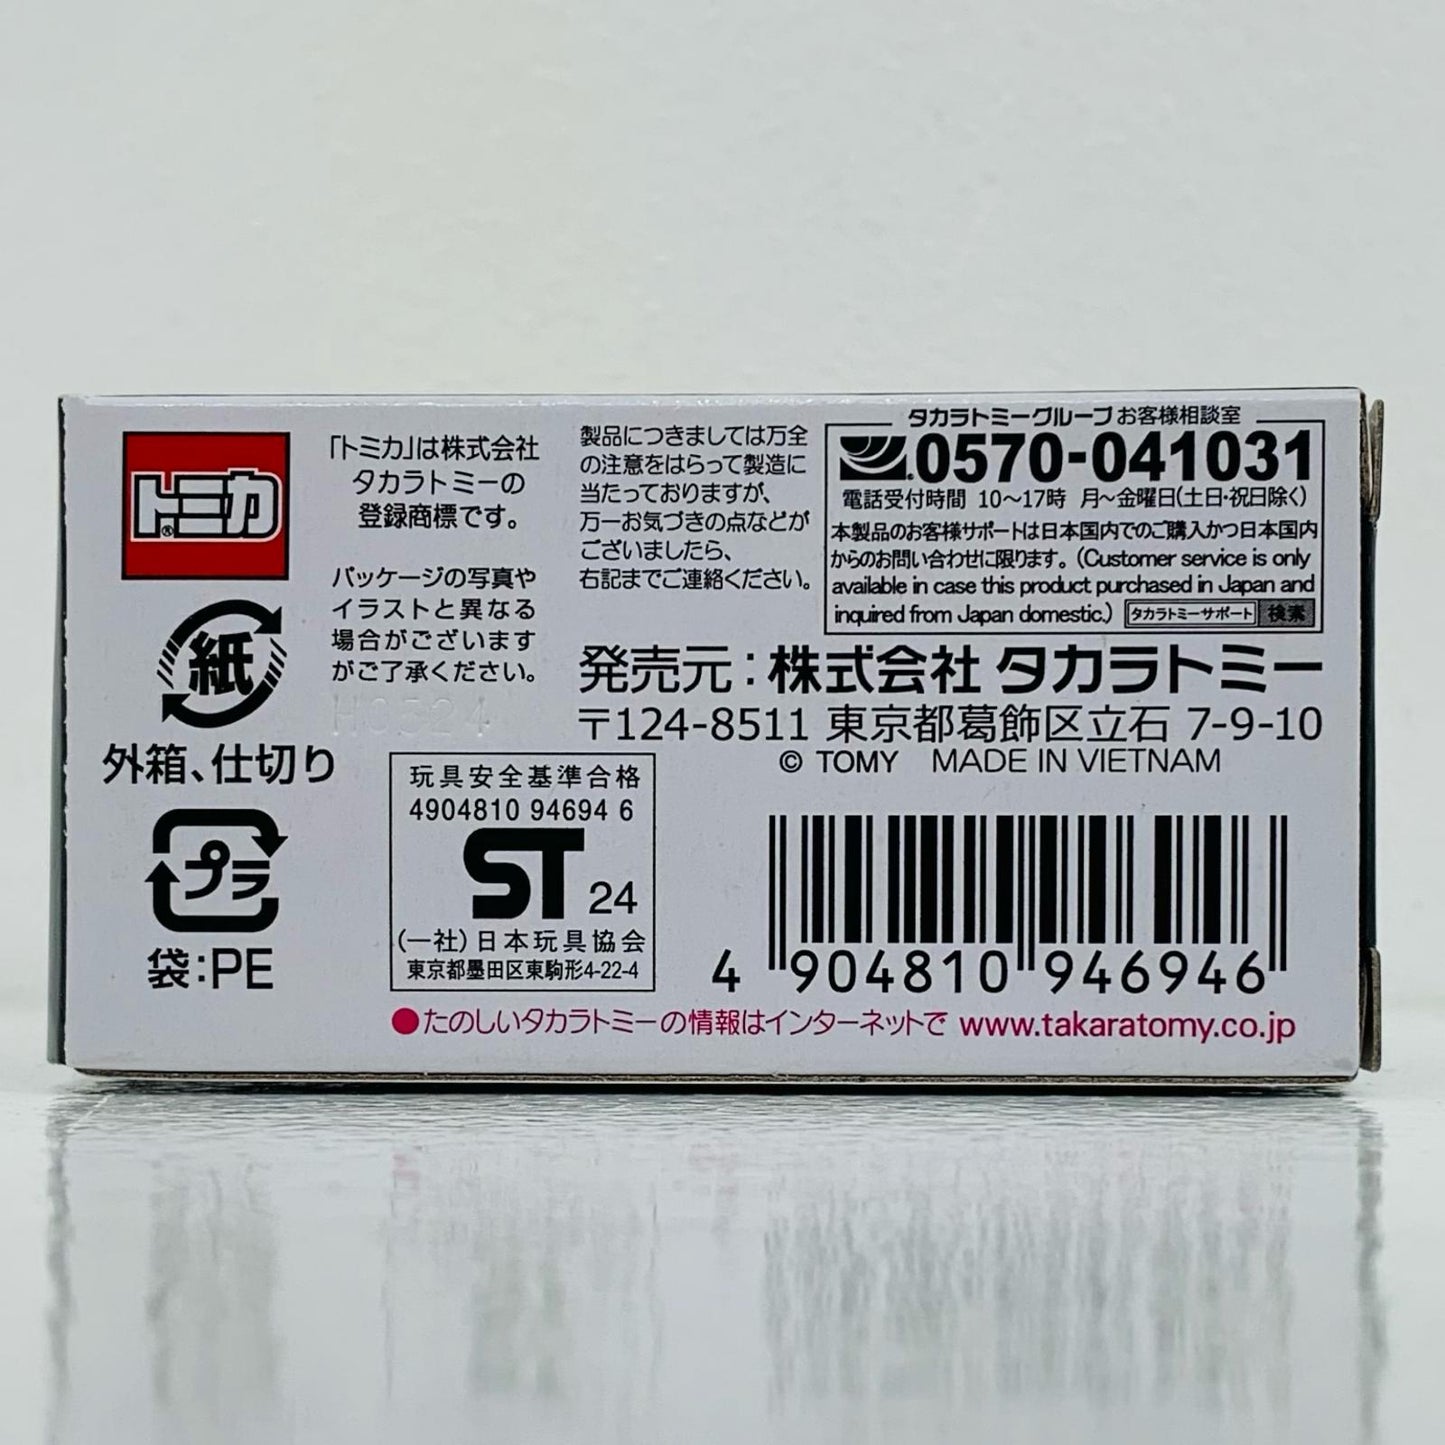 トミカ®
「トミカ」は株式会社
タカラトミーの
登録商標です。
パッケージの写真や
イラストと異なる
場合がございます
がご了承ください。
H0324
紙
外箱、仕切り
プラ
袋:PE
製品につきましては万全
の注意をはらって製造に
当たっておりますが、
万一お気づきの点などが
ございましたら、
右記までご連絡ください。
タカラトミーグループお客様相談室
0570-041031
電話受付時間 10〜17時 月〜金曜日(土日・祝日除く)
本製品のお客様サポートは日本国内でのご購入かつ日本国内
からのお問い合わせに限ります。(Customer service is only
available in case this product purchased in Japan and
inquired from Japan domestic.) タカラトミーサポート 検索
発売元:株式会社 タカラトミー
〒124-8511 東京都葛飾区立石 7-9-10
© TOMY MADE IN VIETNAM
玩具安全基準合格
4904810 94694 6
ST 24
(一社)日本玩具協会
東京都墨田区東駒形4-22-4
4 904810 946946
●たのしいタカラトミーの情報はインターネットで www.takaratomy.co.jp